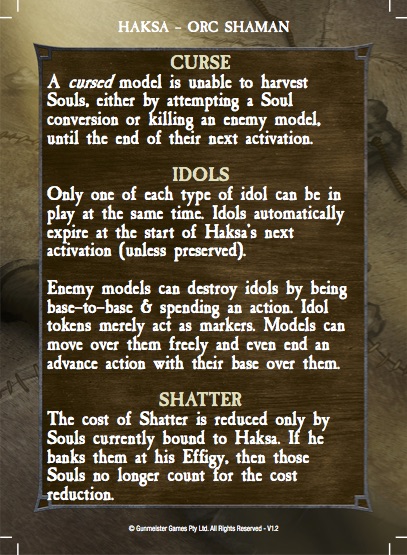 HAKSA - ORC SHAMAN
CURSE
A cursed model is unable to harvest
Souls, either by attempting a Soul
conversion or killing an enemy model,
until the end of their next activation.
IDOLS
Only one of each type of idol can be in
play at the same time. Idols automatically
expire at the start of Haksa's next
activation (unless preserved).
Enemy models can destroy idols by being
base-to-base & spending an action. Idol
tokens merely act as markers. Models can
move over them freely and even end an
advance action with their base over them.
SHATTER
The cost of Shatter is reduced only by
Souls currently bound to Haksa. If he
banks them at his Effigy, then those
Souls no longer count for the cost
reduction.
© Gunmeister Games Pty Ltd. All Rights Reserved - V1.2